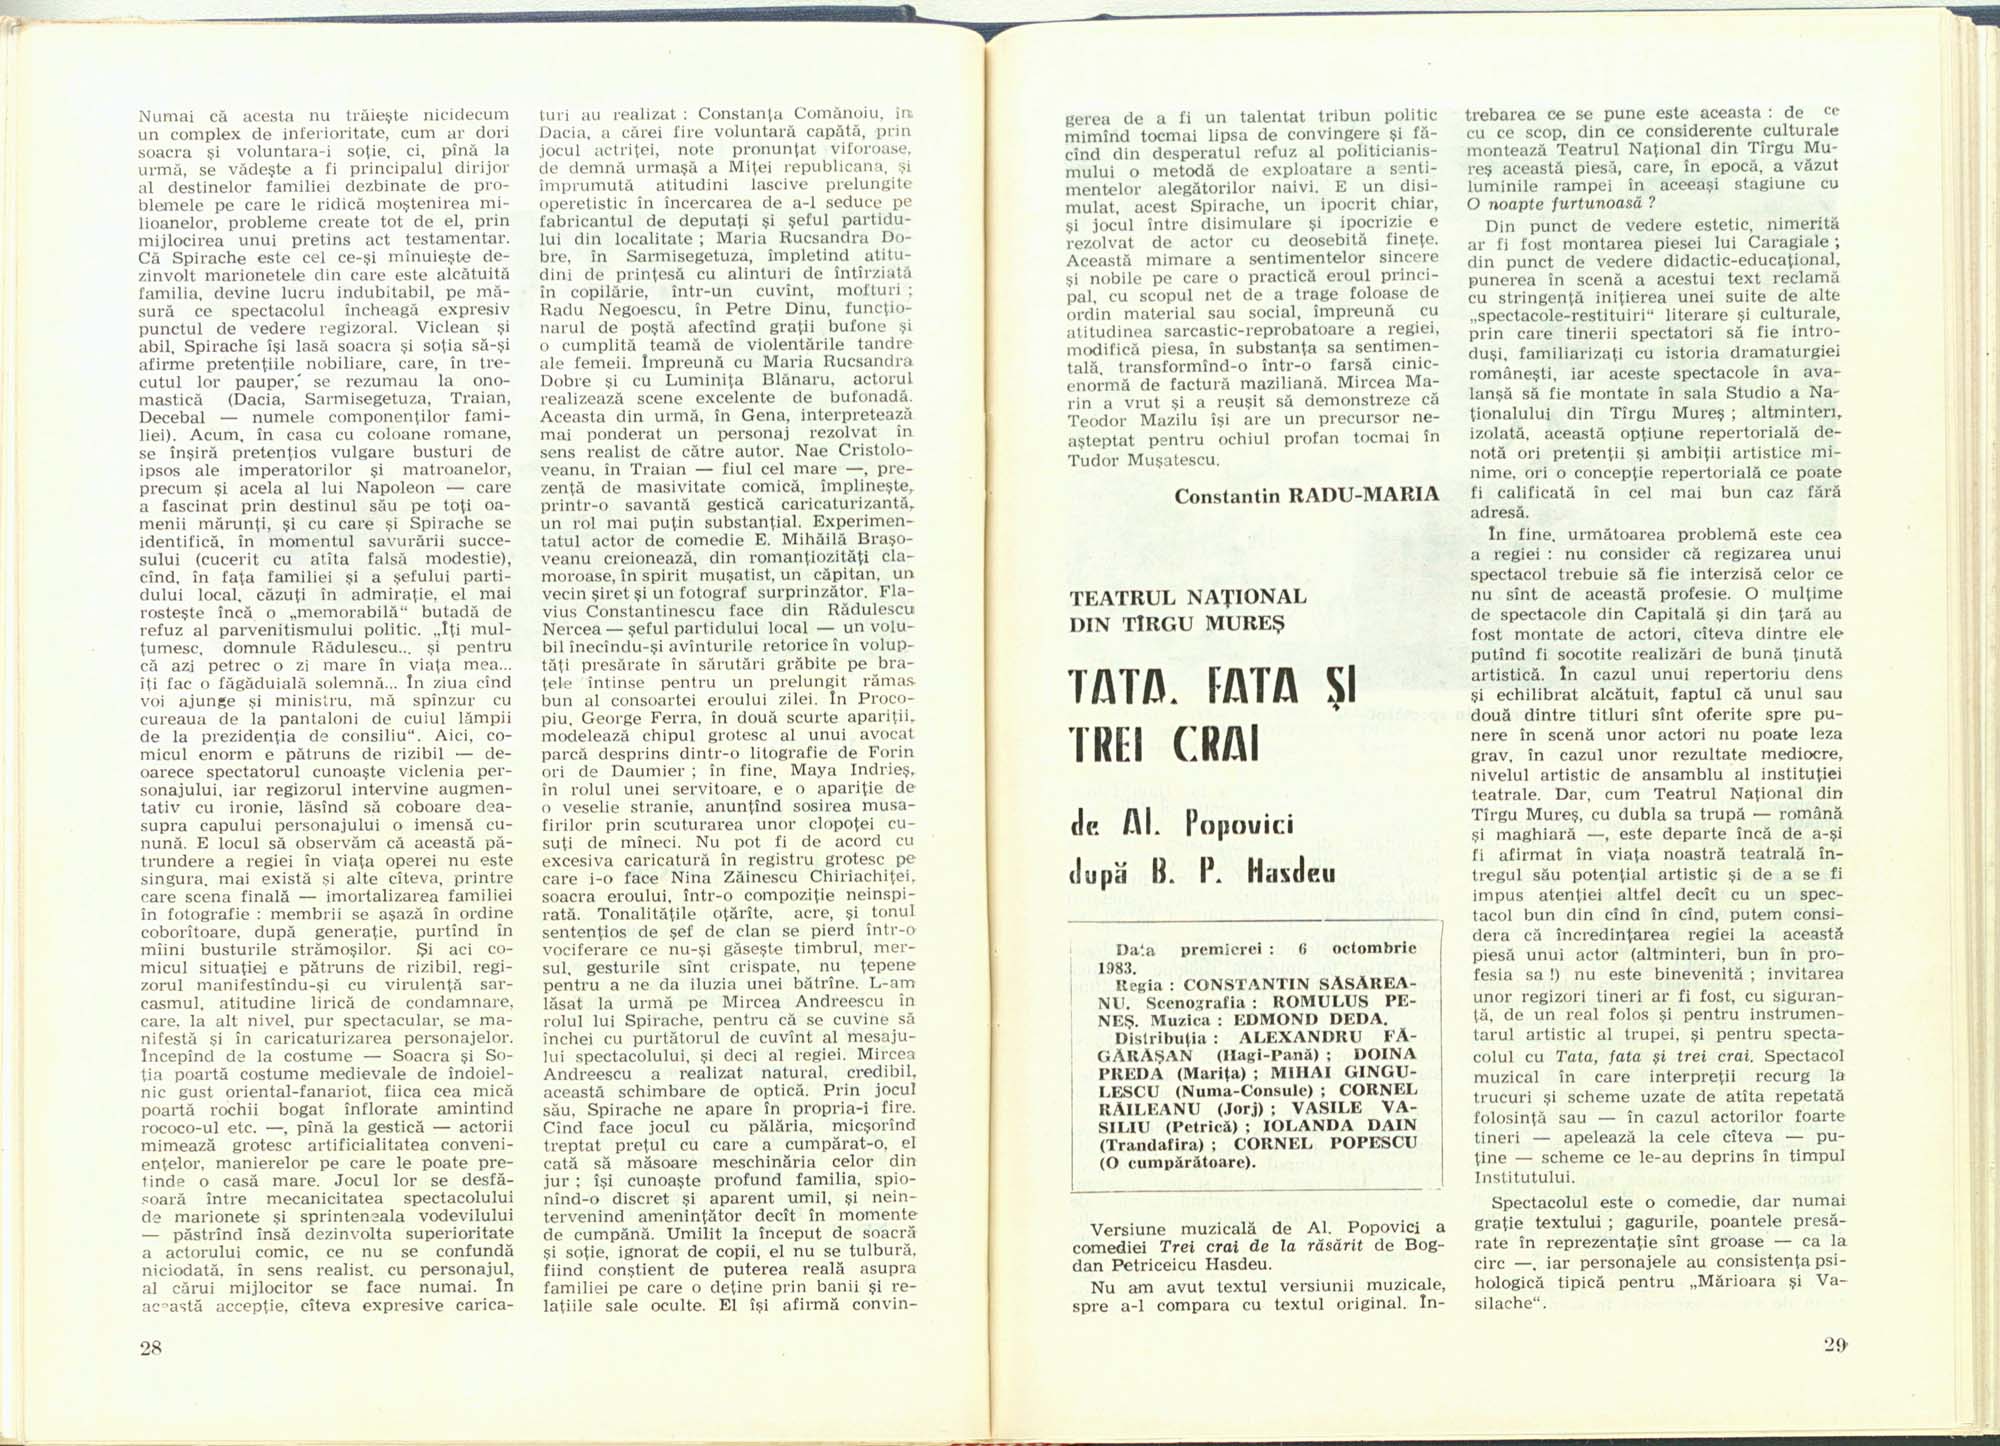 Numai că acesta nu trăiește nicidecum
un complex de inferioritate, cum ar dori
soacra și voluntara-i soție, ci, pînă la
urmă, se vădește a fi principalul dirijor
al destinelor familiei dezbinate de pro-
blemele pe care le ridică moștenirea mi-
lioanelor, probleme create tot de el, prin
mijlocirea unui pretins act testamentar.
Că Spirache este cel ce-și mînuiește de-
zinvolt marionetele din care este alcătuită
familia, devine lucru indubitabil, pe mă-
sură ce spectacolul încheagă expresiv
punctul de vedere regizoral. Viclean și
abil, Spirache își lasă soacra și soția să-și
afirme pretențiile nobiliare, care, în tre-
cutul lor pauper, se rezumau la ono-
mastică (Dacia, Sarmisegetuza, Traian,
Decebal — numele componenților fami-
liei). Acum, în casa cu coloane romane,
se înșiră pretențios vulgare busturi de
ipsos ale imperatorilor și matroanelor,
precum și acela al lui Napoleon — care
a fascinat prin destinul său pe toți oa-
menii mărunți, și cu care și Spirache se
identifică, în momentul savurării succe-
sului (cucerit cu atîta falsă modestie),
cînd, în fața familiei și a șefului parti-
dului local, căzuți în admirație, el mai
rostește încă o „memorabilă“ butadă de
refuz al parvenitismului politic. „Iți mul-
țumesc, domnule Rădulescu... și pentru
că azi petrec o zi mare în viața mea...
iți fac o făgăduială solemnă... In ziua cînd
voi ajunge și ministru, mă spînzur cu
cureaua de la pantaloni de cuiul lămpii
de la prezidenția de consiliu“. Aici, co-
micul enorm e pătruns de rizibil — de-
oarece spectatorul cunoaște viclenia per-
sonajului, iar regizorul intervine augmen-
tativ cu ironie, lăsînd să coboare dea-
supra capului personajului o imensă cu-
nună. E locul să observăm că această pă-
trundere a regiei în viața operei nu este
singura, mai există și alte cîteva, printre
care scena finală — imortalizarea familiei
în fotografie : membrii se așază în ordine
coborîtoare, după generație, purtînd în
mîini busturile strămoșilor. Și aci co-
micul situației e pătruns de rizibil, regi-
zorul manifestîndu-și cu virulență sar-
casmul, atitudine lirică de condamnare,
care, la alt nivel, pur spectacular, se ma-
nifestă și în caricaturizarea personajelor.
Începînd de la costume — Soacra și So-
ția poartă costume medievale de îndoiel-
nic gust oriental-fanariot, fiica cea mică
poartă rochii bogat înflorate amintind
rococo-ul etc. —, pînă la gestică — actorii
mimează grotesc artificialitatea conveni-
ențelor, manierelor pe care le poate pre-
tinde o casă mare. Jocul lor se desfă-
șoară între mecanicitatea spectacolului
de marionete și sprinteneala vodevilului
— păstrînd însă dezinvolta superioritate
a actorului comic, ce nu se confundă
niciodată, în sens realist, cu personajul,
al cărui mijlocitor se face numai. În
această accepție, cîteva expresive carica-
28
turi au realizat : Constanța Comănoiu, în
Dacia, a cărei fire voluntară capătă, prin
jocul actriței, note pronunțat viforoase,
de demnă urmașă a Miței republicana, și
împrumută atitudini lascive prelungite
operetistic în încercarea de a-l seduce pe
fabricantul de deputați și șeful partidu-
lui din localitate ; Maria Rucsandra Do-
bre, în Sarmisegetuza, împletind atitu-
dini de prințesă cu alinturi de întîrziată
în copilărie, într-un cuvînt, mofturi ;
Radu Negoescu, în Petre Dinu, funcțio-
narul de poștă afectînd grații bufone și
o cumplită teamă de violentările tandre
ale femeii. Împreună cu Maria Rucsandra
Dobre și cu Luminița Blănaru, actorul
realizează scene excelente de bufonadă.
Aceasta din urmă, în Gena, interpretează
mai ponderat un personaj rezolvat în
sens realist de către autor. Nae Cristolo-
veanu, în Traian — fiul cel mare —, pre-
zență de masivitate comică, împlinește,
printr-o savantă gestică caricaturizantă,
un rol mai puțin substanțial. Experimen-
tatul actor de comedie E. Mihăilă Brașo-
veanu creionează, din romanțiozități cla-
moroase, în spirit mușatist, un căpitan, un
vecin șiret și un fotograf surprinzător. Fla-
vius Constantinescu face din Rădulescu
Nercea — șeful partidului local — un volu-
bil înecîndu-și avînturile retorice în volup-
tăți presărate în sărutări grăbite pe bra-
țele întinse pentru un prelungit rămas
bun al consoartei eroului zilei. În Proco-
piu, George Ferra, în două scurte apariții,
modelează chipul grotesc al unui avocat
parcă desprins dintr-o litografie de Forin
ori de Daumier ; în fine, Maya Indrieș,
în rolul unei servitoare, e o apariție de
o veselie stranie, anunțînd sosirea musa-
firilor prin scuturarea unor clopoței cu-
suți de mîneci. Nu pot fi de acord cu
excesiva caricatură în registru grotesc pe
care i-o face Nina Zăinescu Chiriachiței,
soacra eroului, într-o compoziție neinspi-
rată. Tonalitățile oțărîte, acre, și tonul
sentențios de șef de clan se pierd într-o
vociferare ce nu-și găsește timbrul, mer-
sul, gesturile sînt crispate, nu țepene
pentru a ne da iluzia unei bătrîne. L-am
lăsat la urmă pe Mircea Andreescu în
rolul lui Spirache, pentru că se cuvine să
închei cu purtătorul de cuvînt al mesaju-
lui spectacolului, și deci al regiei. Mircea
Andreescu a realizat natural, credibil,
această schimbare de optică. Prin jocul
său, Spirache ne apare în propria-i fire.
Cînd face jocul cu pălăria, micșorînd
treptat prețul cu care a cumpărat-o, el
cată să măsoare meschinăria celor din
jur ; își cunoaște profund familia, spio-
nînd-o discret și aparent umil, și nein-
tervenind amenințător decît în momente
de cumpănă. Umilit la început de soacră
și soție, ignorat de copii, el nu se tulbură,
fiind conștient de puterea reală asupra
familiei pe care o deține prin banii și re-
lațiile sale oculte. El își afirmă convin-
gerea de a fi un talentat tribun politic
mimînd tocmai lipsa de convingere și fă-
cînd din desperatul refuz al politicianis-
mului o metodă de exploatare a senti-
mentelor alegătorilor naivi. E un disi-
mulat, acest Spirache, un ipocrit chiar,
și jocul între disimulare și ipocrizie e
rezolvat de actor cu deosebită finețe.
Această mimare a sentimentelor sincere
și nobile pe care o practică eroul princi-
pal, cu scopul net de a trage foloase de
ordin material sau social, împreună cu
atitudinea sarcastic-reprobatoare a regiei,
modifică piesa, în substanța sa sentimen-
tală, transformînd-o într-o farsă cinic-
enormă de factură maziliană. Mircea Ma-
rin a vrut și a reușit să demonstreze că
Teodor Mazilu își are un precursor ne-
așteptat pentru ochiul profan tocmai în
Tudor Mușatescu.
Constantin RADU-MARIA
TEATRUL NAȚIONAL
DIN TÎRGU MUREȘ
TATA, FATA ȘI
TREI CRAI
de Al. Popovici
după B. P. Hasdeu
Data premierei : 6 octombrie
1983.
Regia : CONSTANTIN SĂSĂREA-
NU. Scenografia : ROMULUS PE-
NEȘ. Muzica : EDMOND DEDA.
Distribuția : ALEXANDRU FĂ-
GĂRĂȘAN (Hagi-Pană) ; DOINA
PREDA (Marița) ; MIHAI GINGU-
LESCU (Numa-Consule) ; CORNEL
RĂILEANU (Jorj) ; VASILE VA-
SILIU (Petrică) ; IOLANDA DAIN
(Trandafira) ; CORNEL POPESCU
(O cumpărătoare).
Versiune muzicală de Al. Popovici a
comediei Trei crai de la răsărit de Bog-
dan Petriceicu Hasdeu.
Nu am avut textul versiunii muzicale,
spre a-l compara cu textul original. În-
trebarea ce se pune este aceasta : de ce
cu ce scop, din ce considerente culturale
montează Teatrul Național din Tîrgu Mu-
reș această piesă, care, în epocă, a văzut
luminile rampei în aceeași stagiune cu
O noapte furtunoasă ?
Din punct de vedere estetic, nimerită
ar fi fost montarea piesei lui Caragiale ;
din punct de vedere didactic-educațional,
punerea în scenă a acestui text reclamă
cu stringență inițierea unei suite de alte
„spectacole-restituiri“ literare și culturale,
prin care tinerii spectatori să fie intro-
duși, familiarizați cu istoria dramaturgiei
românești, iar aceste spectacole în ava-
lanșă să fie montate în sala Studio a Na-
ționalului din Tîrgu Mureș ; altminteri,
izolată, această opțiune repertorială de-
notă ori pretenții și ambiții artistice mi-
nime, ori o concepție repertorială ce poate
fi calificată în cel mai bun caz fără
adresă.
În fine, următoarea problemă este cea
a regiei : nu consider că regizarea unui
spectacol trebuie să fie interzisă celor ce
nu sînt de această profesie. O mulțime
de spectacole din Capitală și din țară au
fost montate de actori, cîteva dintre ele
putînd fi socotite realizări de bună ținută
artistică. În cazul unui repertoriu dens
și echilibrat alcătuit, faptul că unul sau
două dintre titluri sînt oferite spre pu-
nere în scenă unor actori nu poate leza
grav, în cazul unor rezultate mediocre,
nivelul artistic de ansamblu al instituției
teatrale. Dar, cum Teatrul Național din
Tîrgu Mureș, cu dubla sa trupă — română
și maghiară —, este departe încă de a-și
fi afirmat în viața noastră teatrală în-
tregul său potențial artistic și de a se fi
impus atenției altfel decît cu un spec-
tacol bun din cînd în cînd, putem consi-
dera că încredințarea regiei la această
piesă unui actor (altminteri, bun în pro-
fesia sa !) nu este binevenită ; invitarea
unor regizori tineri ar fi fost, cu siguran-
ță, de un real folos și pentru instrumen-
tarul artistic al trupei, și pentru specta-
colul cu Tata, fata și trei crai. Spectacol
muzical în care interpreții recurg la
trucuri și scheme uzate de atîta repetată
folosință sau — în cazul actorilor foarte
tineri — apelează la cele cîteva — pu-
ține — scheme ce le-au deprins în timpul
Institutului.
Spectacolul este o comedie, dar numai
grație textului ; gagurile, poantele presă-
rate în reprezentație sînt groase — ca la
circ —, iar personajele au consistența psi-
hologică tipică pentru „Mărioara și Va-
silache“.
29